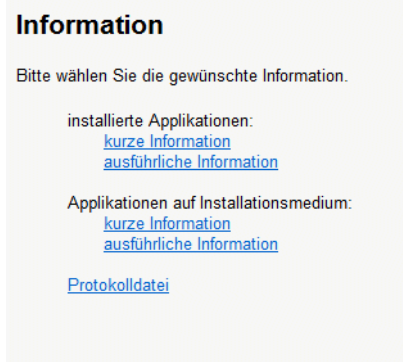 Information
Bitte wählen Sie die gewünschte Information.
installierte Applikationen:
kurze Information
ausführliche Information
Applikationen auf Installationsmedium:
kurze Information
ausführliche Information
Protokolldatei